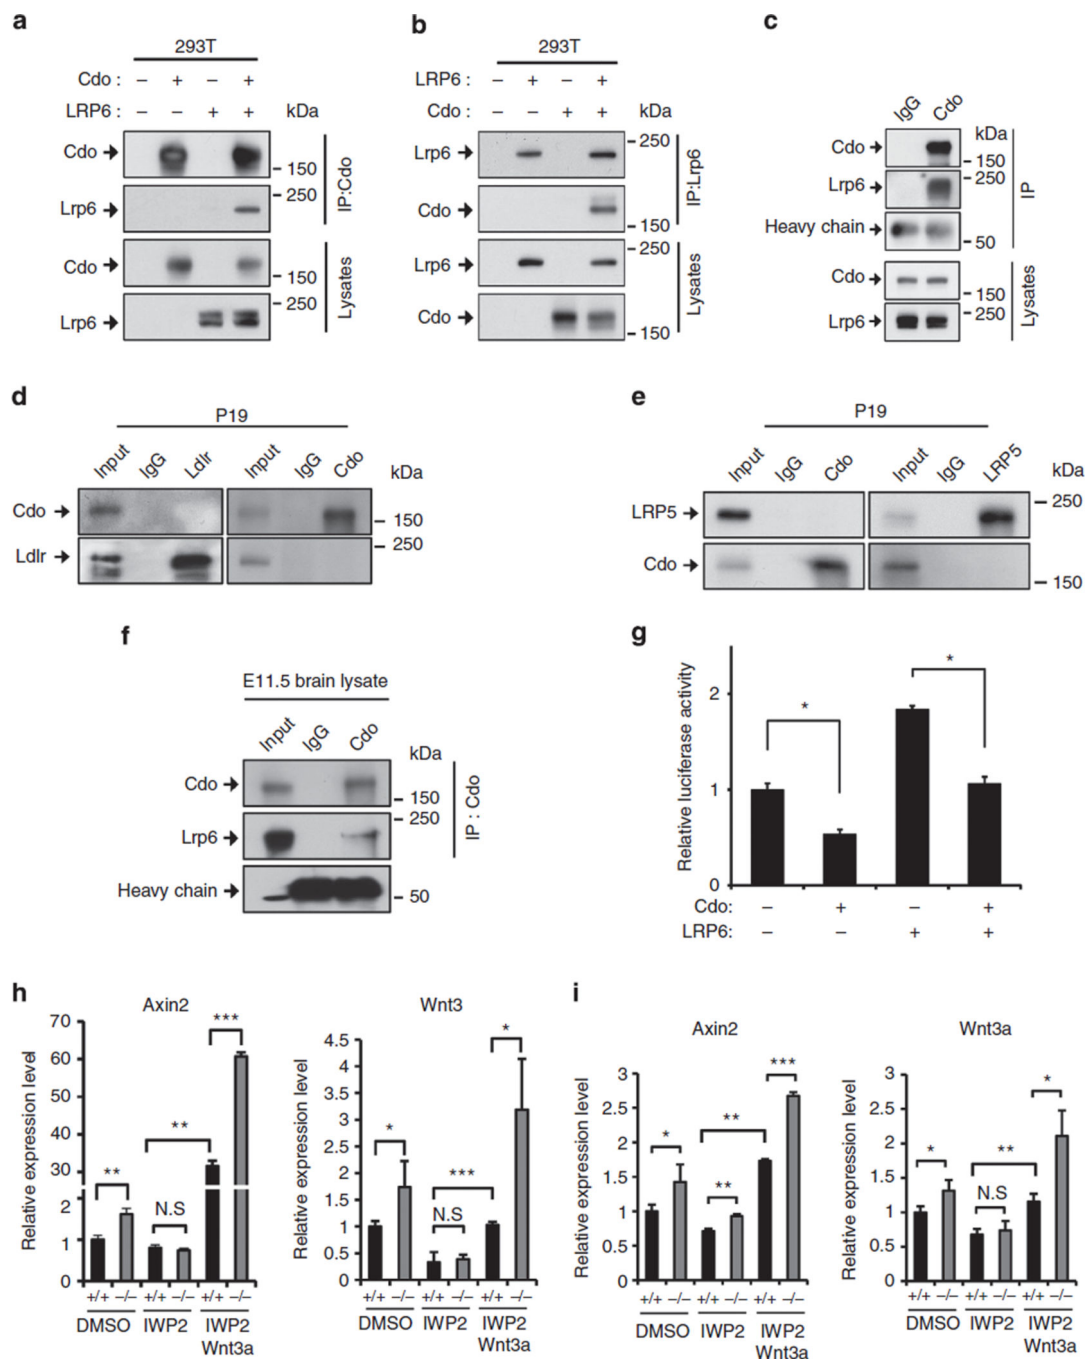 a
293T
Cdo : – + – +
LRP6 : – – + + kDa
Cdo
150
250
Lrp6
IP:Cdo
Cdo
150
250
Lrp6
Lysates
b
293T
LRP6 : – + – +
Cdo : – – + + kDa
250
Lrp6
Cdo
150
IP:Lrp6
250
Lrp6
Cdo
150
Lysates
c
IgG Cdo
kDa
Cdo
150
250
Lrp6
Heavy chain
50
IP
Cdo
150
250
Lrp6
Lysates
d
P19
Input IgG Ldlr Input IgG Cdo
kDa
Cdo
150
250
Ldlr
e
P19
Input IgG Cdo Input IgG LRP5
kDa
250
LRP5
Cdo
150
f
E11.5 brain lysate
Input IgG Cdo
kDa
Cdo
150
250
Lrp6
IP : Cdo
Heavy chain
50
g
Relative luciferase activity
2
1
0
* *
Cdo: – + – +
LRP6: – – + +
h
Axin2
Relative expression level
70
60
50
40
30
2
1
0
** N.S ** ***
+/+ –/– +/+ –/– +/+ –/–
DMSO IWP2 IWP2
Wnt3a
Wnt3
Relative expression level
4.5
4
3.5
3
2.5
2
1.5
1
0.5
0
* N.S *** *
+/+ –/– +/+ –/– +/+ –/–
DMSO IWP2 IWP2
Wnt3a
i
Axin2
Relative expression level
3
2.5
2
1.5
1
0.5
0
* ** ** ***
+/+ –/– +/+ –/– +/+ –/–
DMSO IWP2 IWP2
Wnt3a
Wnt3a
Relative expression level
3
2.5
2
1.5
1
0.5
0
* N.S ** *
+/+ –/– +/+ –/– +/+ –/–
DMSO IWP2 IWP2
Wnt3a